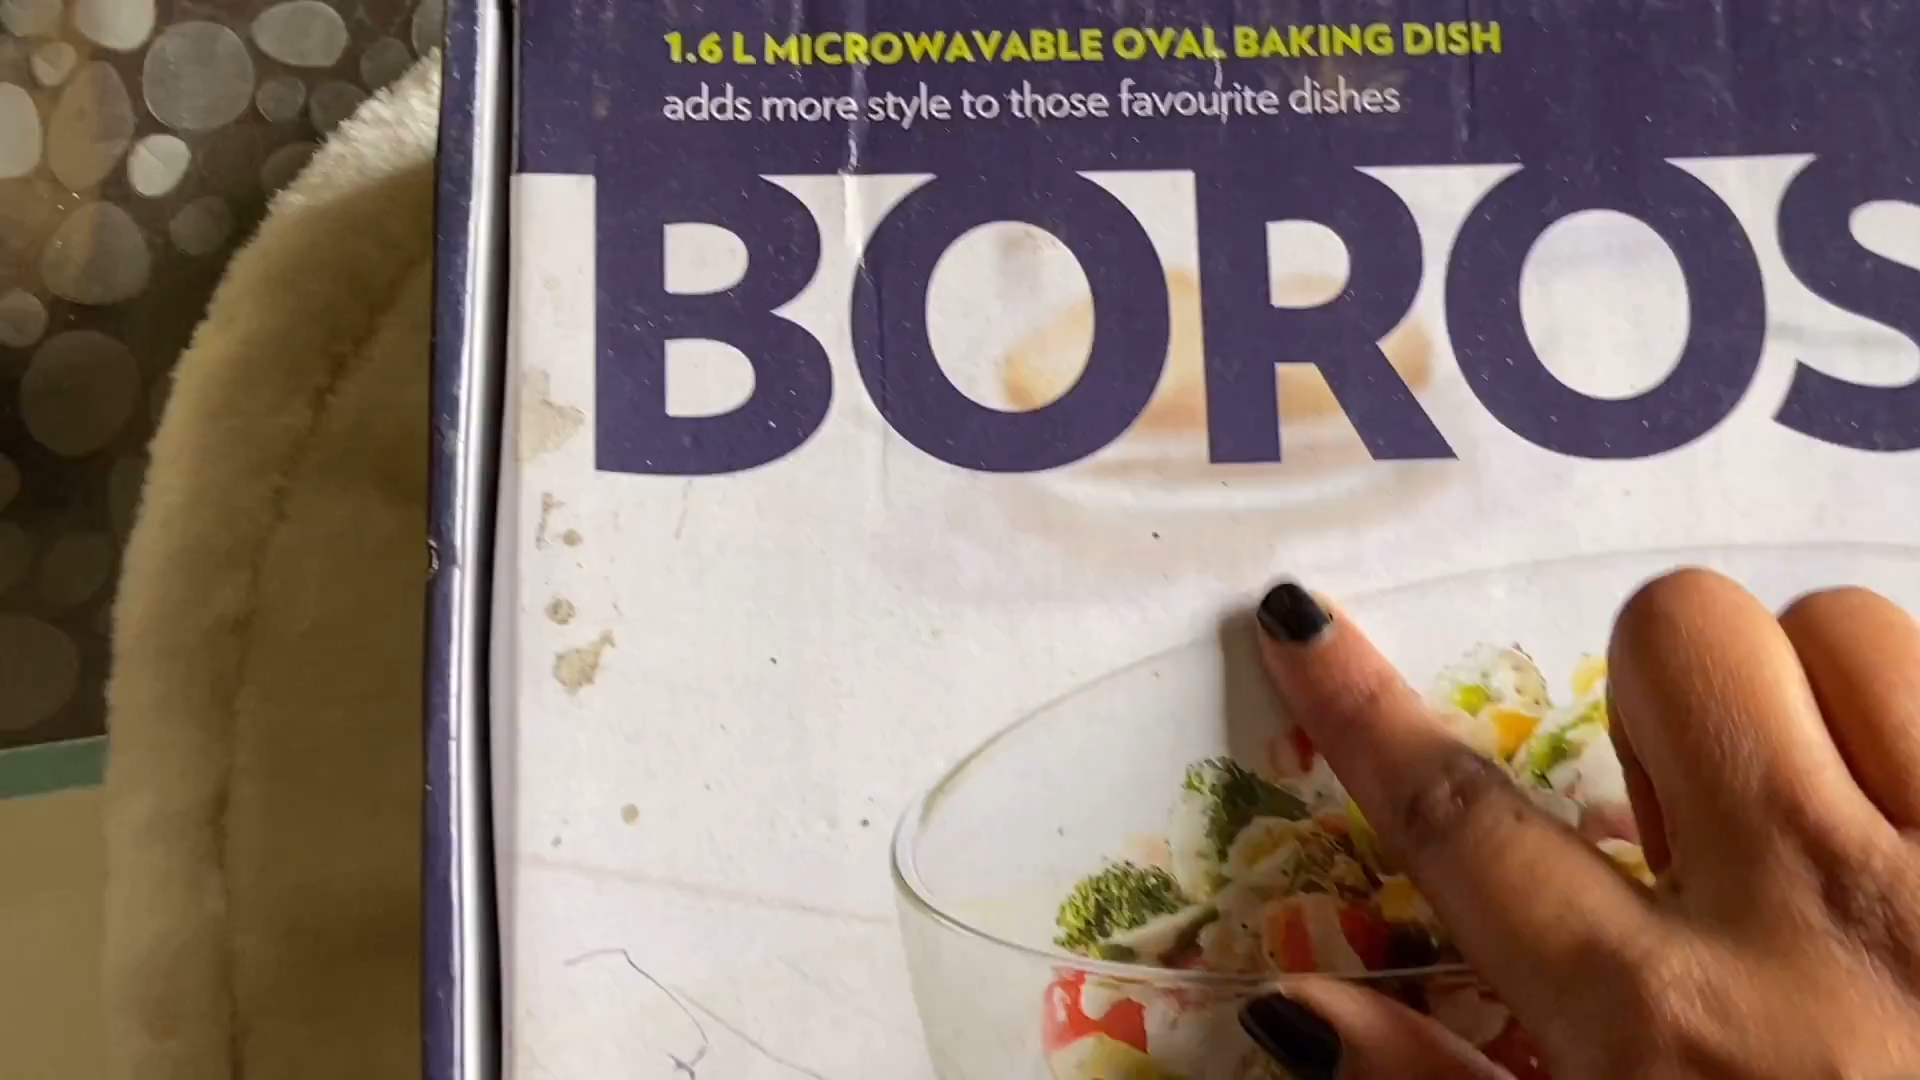 1.6 L MICROWAVABLE OVAL BAKING DISH
adds more style to those favourite dishes
BOROS